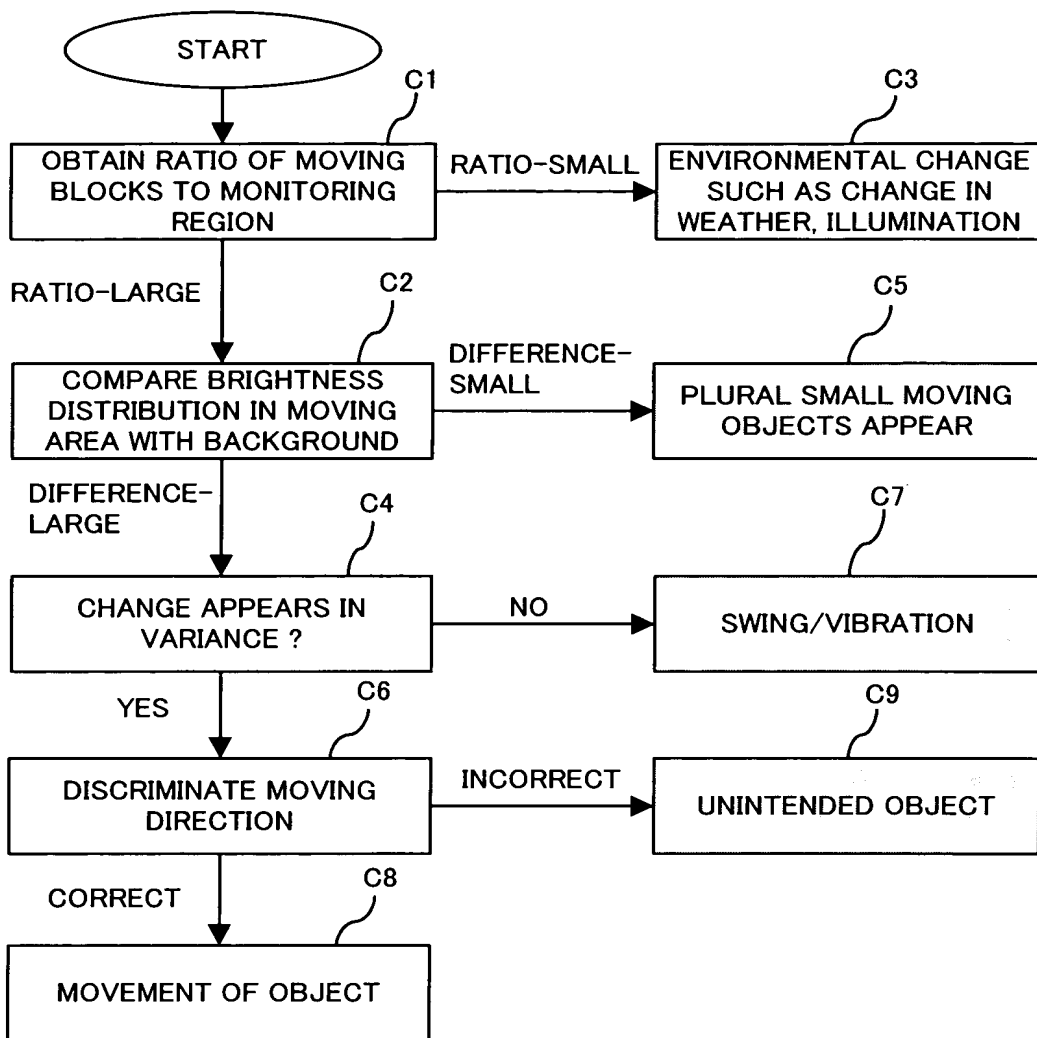 START
C1
C3
OBTAIN RATIO OF MOVING
BLOCKS TO MONITORING
REGION
RATIO-SMALL
ENVIRONMENTAL CHANGE
SUCH AS CHANGE IN
WEATHER, ILLUMINATION
RATIO-LARGE
C2
C5
COMPARE BRIGHTNESS
DISTRIBUTION IN MOVING
AREA WITH BACKGROUND
DIFFERENCE-
SMALL
PLURAL SMALL MOVING
OBJECTS APPEAR
DIFFERENCE-
LARGE
C4
C7
CHANGE APPEARS IN
VARIANCE ?
NO
SWING/VIBRATION
YES
C6
C9
DISCRIMINATE MOVING
DIRECTION
INCORRECT
UNINTENDED OBJECT
CORRECT
C8
MOVEMENT OF OBJECT